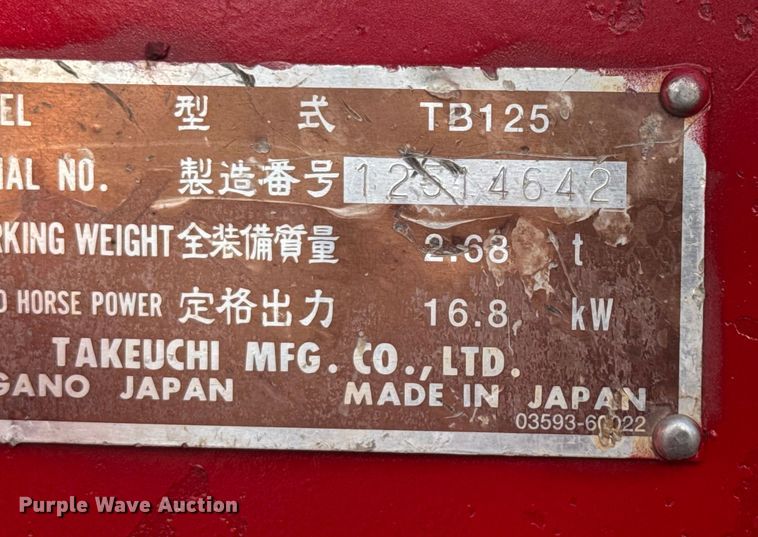 EL 型式 TB125
IAL NO. 製造番号 12514642
RKING WEIGHT 全装備質量 2.68 t
D HORSE POWER 定格出力 16.8 kW
TAKEUCHI MFG. CO., LTD.
GANO JAPAN MADE IN JAPAN
03593-60022
Purple Wave Auction